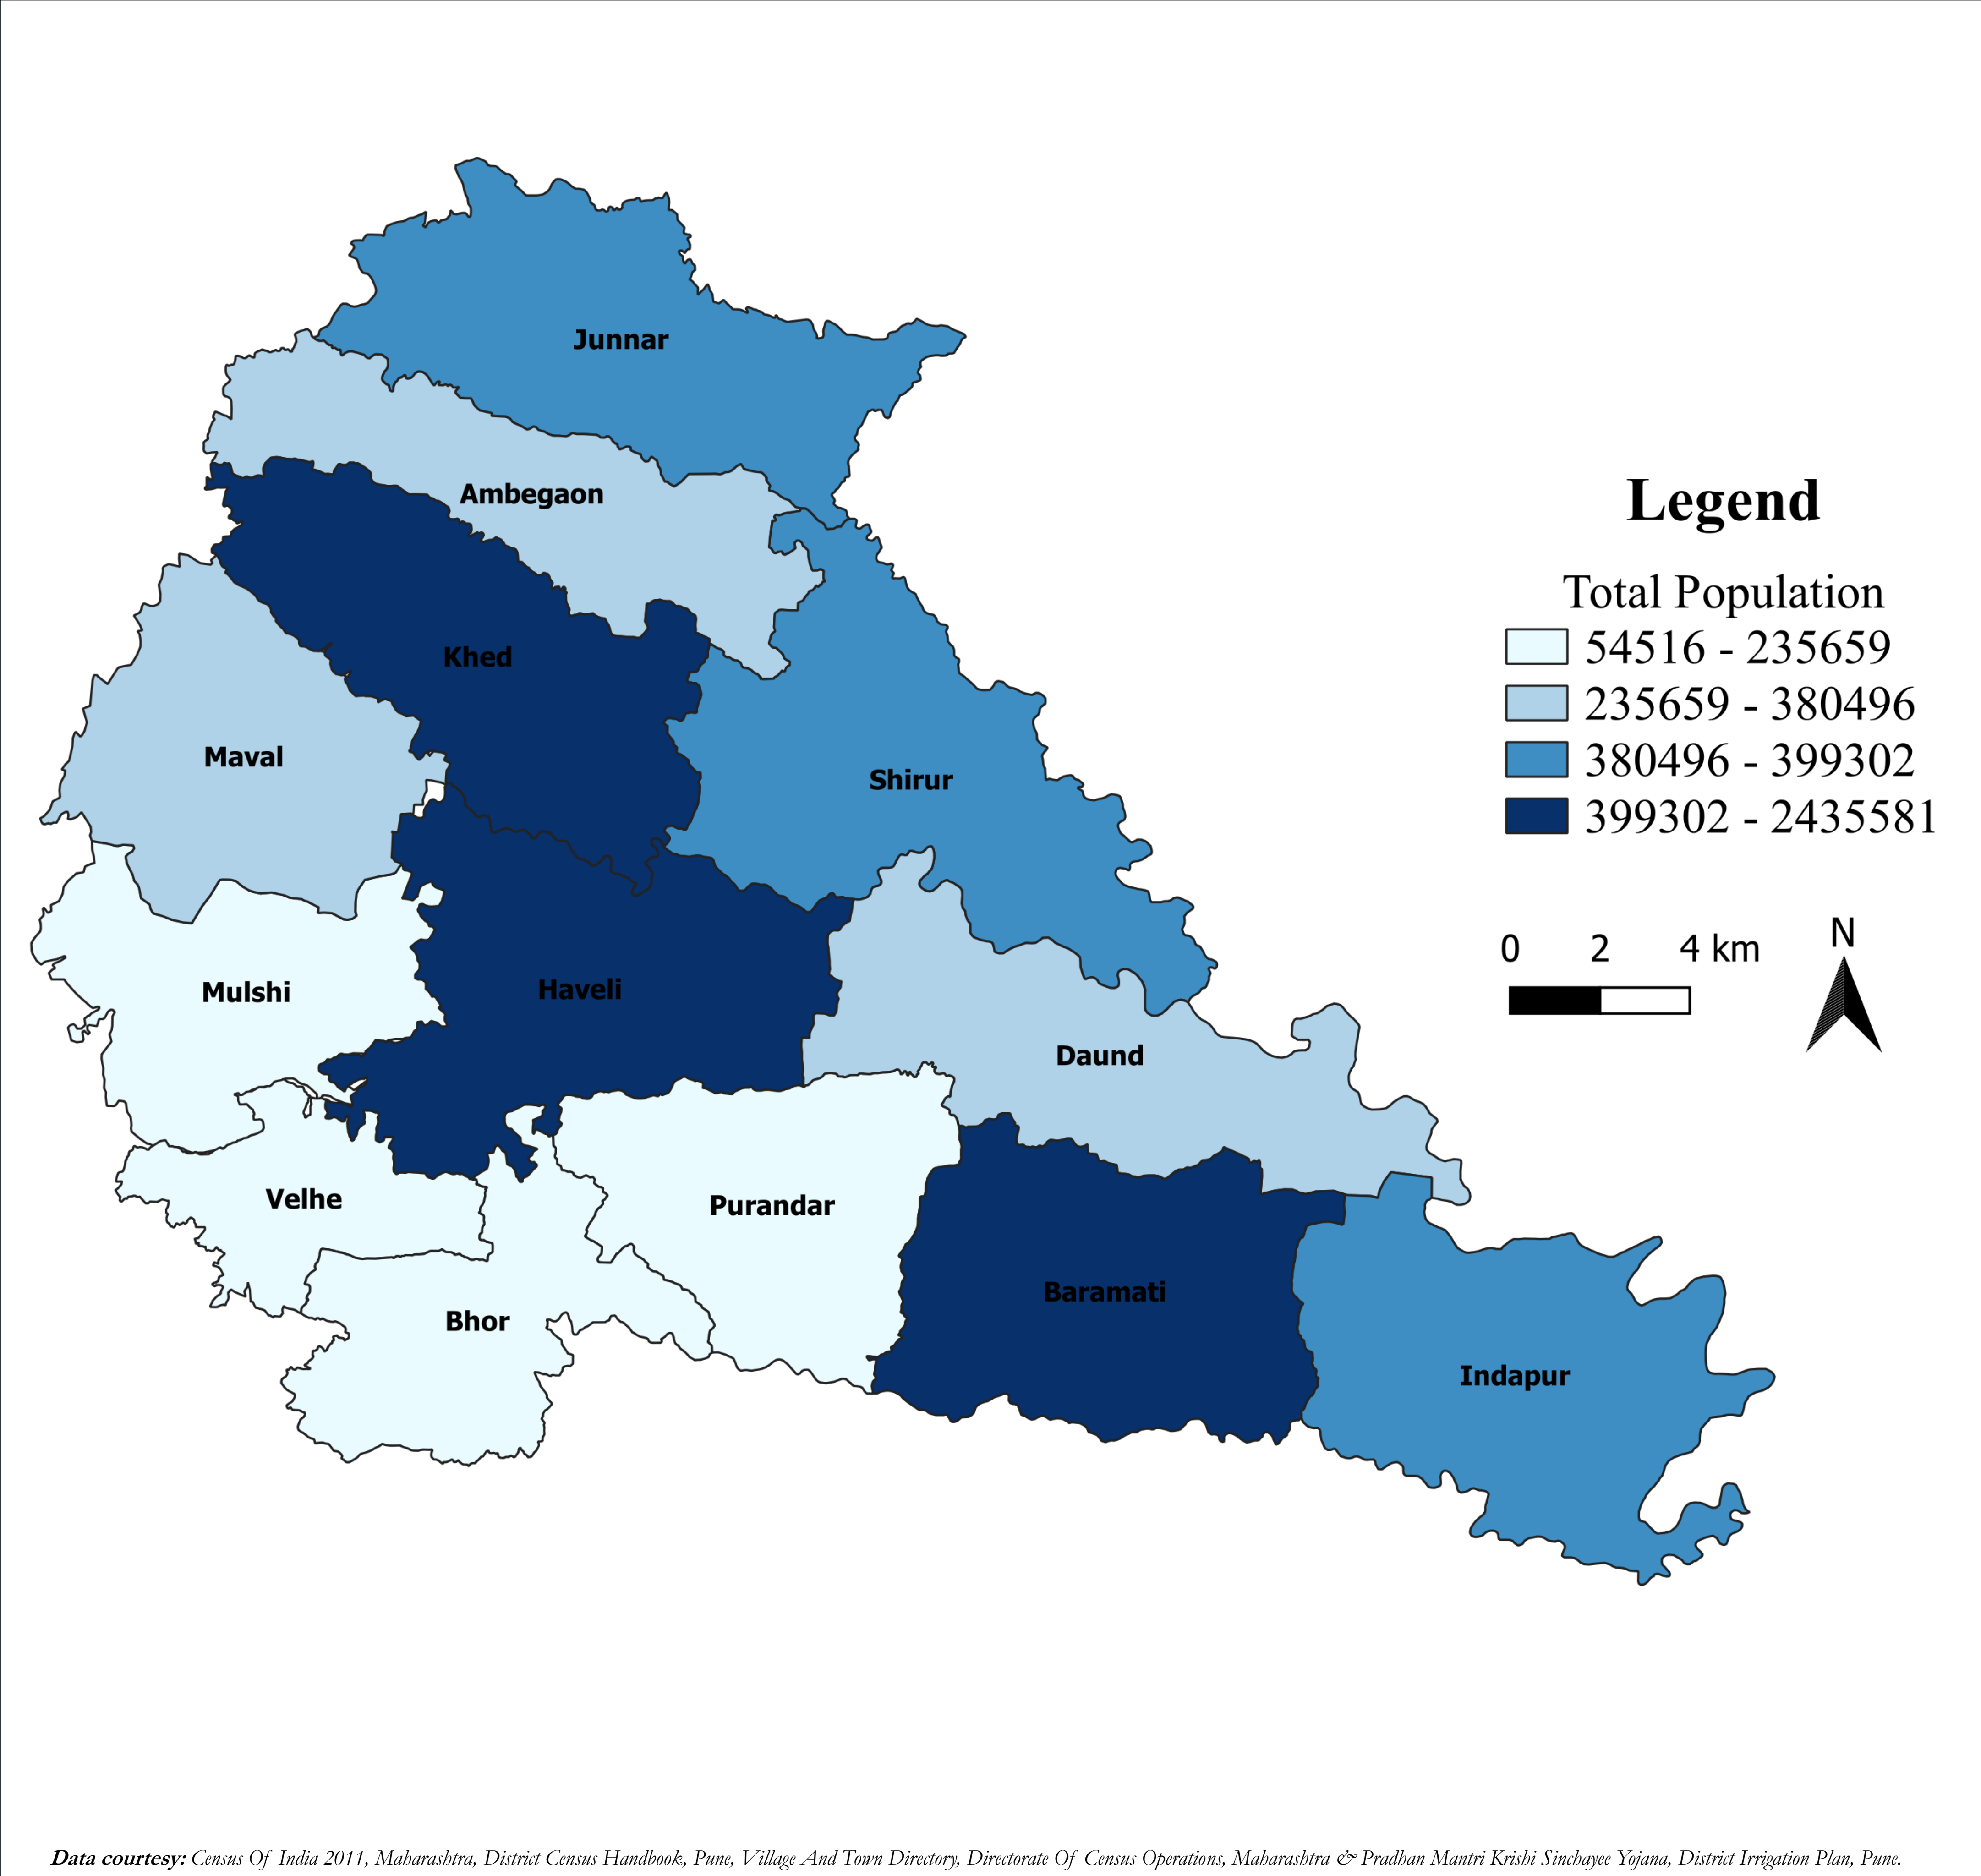 Junnar
Ambegaon
Khed
Maval
Shirur
Mulshi
Haveli
Daund
Velhe
Purandar
Bhor
Baramati
Indapur
Legend
Total Population
54516 - 235659
235659 - 380496
380496 - 399302
399302 - 2435581
0 2 4 km
N
Data courtesy: Census Of India 2011, Maharashtra, District Census Handbook, Pune, Village And Town Directory, Directorate Of Census Operations, Maharashtra & Pradhan Mantri Krishi Sinchayee Yojana, District Irrigation Plan, Pune.